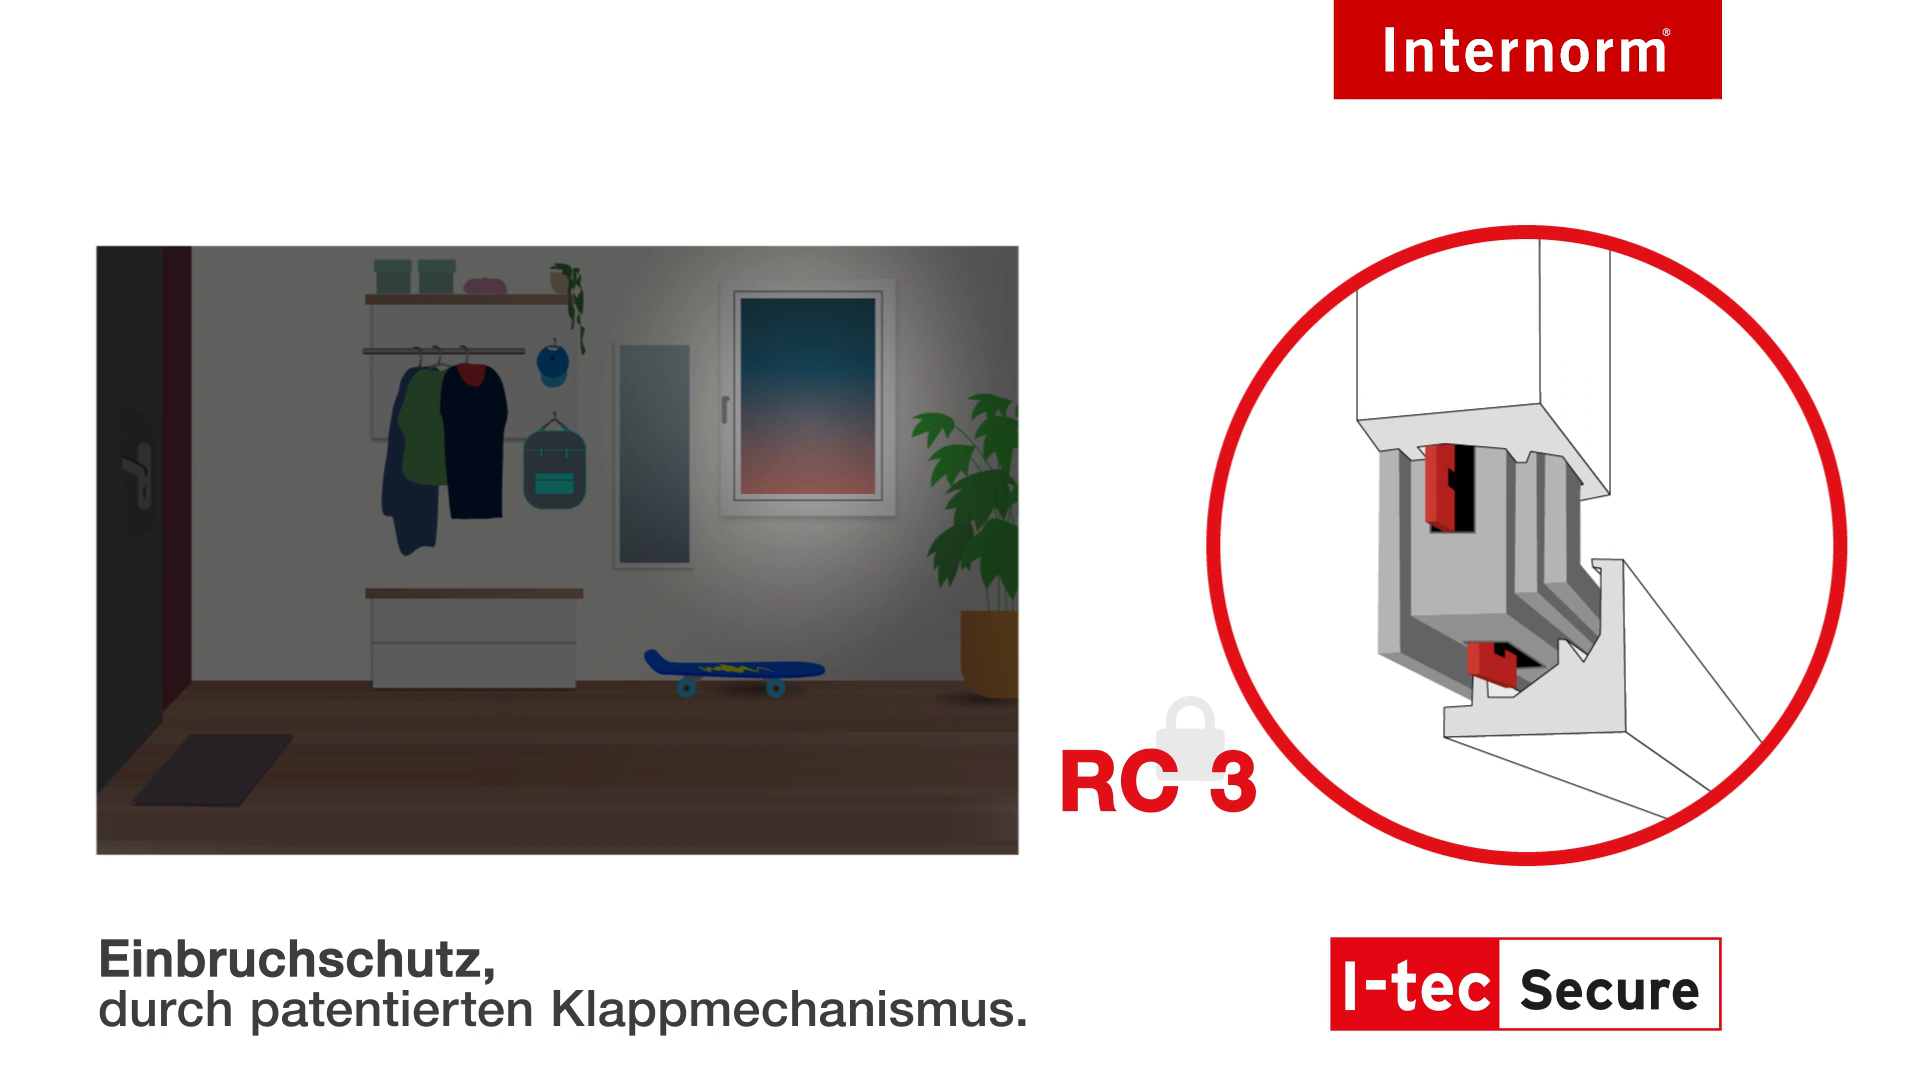 Internorm®
RC 3
Einbruchschutz,
durch patentierten Klappmechanismus.
I-tec Secure